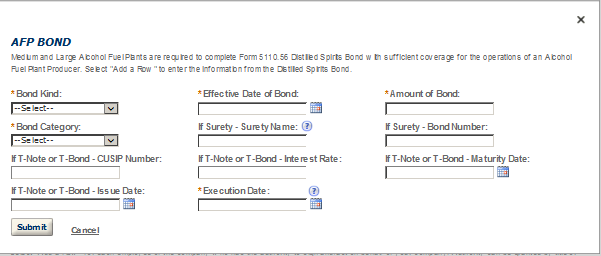 ×
AFP BOND
Medium and Large Alcohol Fuel Plants are required to complete Form 5110.56 Distilled Spirits Bond with sufficient coverage for the operations of an Alcohol
Fuel Plant Producer. Select "Add a Row" to enter the information from the Distilled Spirits Bond.
*Bond Kind: *Effective Date of Bond: *Amount of Bond:
--Select--
*Bond Category: If Surety - Surety Name: ? If Surety - Bond Number:
--Select--
If T-Note or T-Bond - CUSIP Number: If T-Note or T-Bond - Interest Rate: If T-Note or T-Bond - Maturity Date:
If T-Note or T-Bond - Issue Date: *Execution Date: ?
Submit Cancel